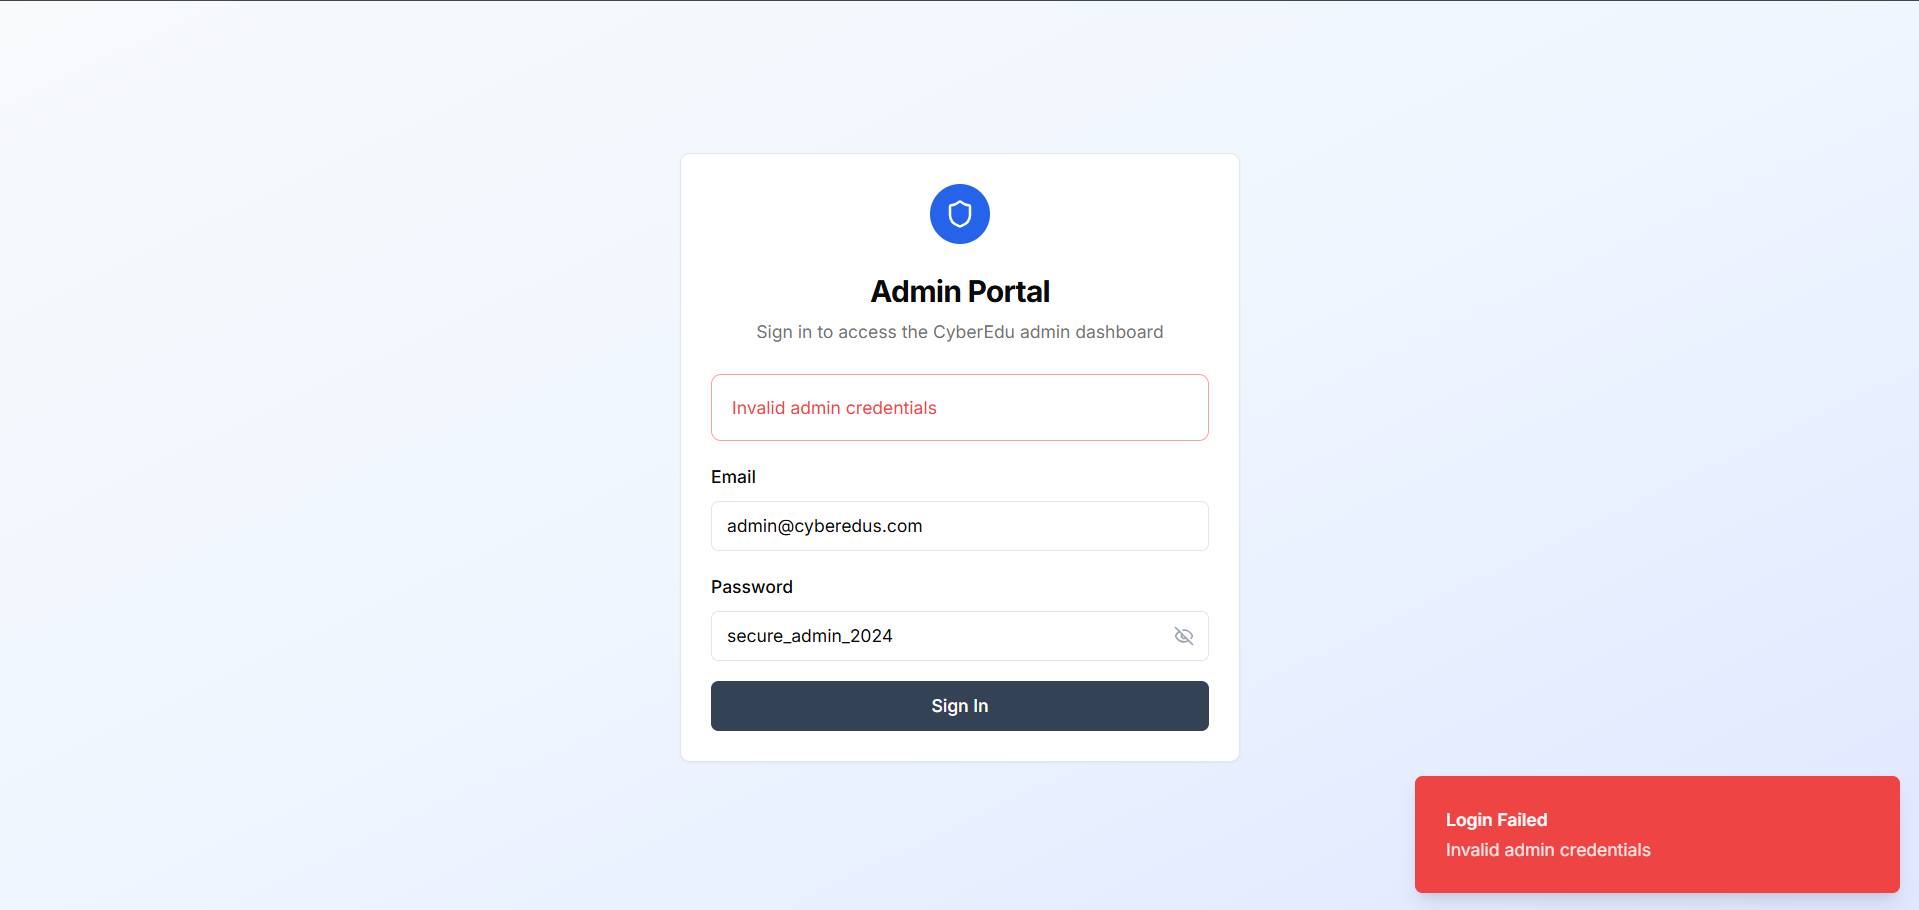 Admin Portal
Sign in to access the CyberEdu admin dashboard
Invalid admin credentials
Email
admin@cyberedus.com
Password
secure_admin_2024
Sign In
Login Failed
Invalid admin credentials